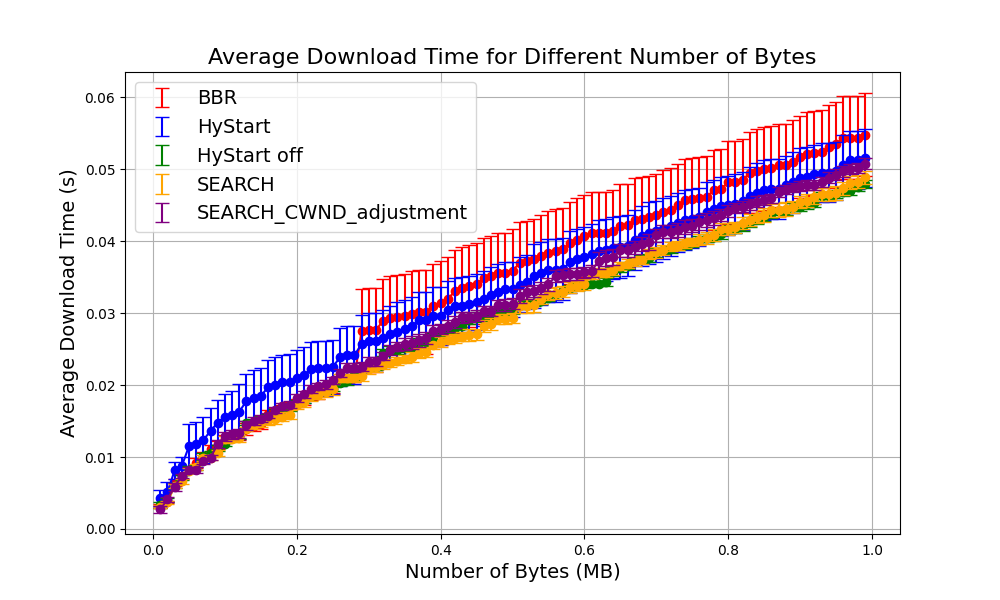 Average Download Time for Different Number of Bytes
BBR
HyStart
HyStart off
SEARCH
SEARCH_CWND_adjustment
Average Download Time (s)
0.06
0.05
0.04
0.03
0.02
0.01
0.00
0.0 0.2 0.4 0.6 0.8 1.0
Number of Bytes (MB)